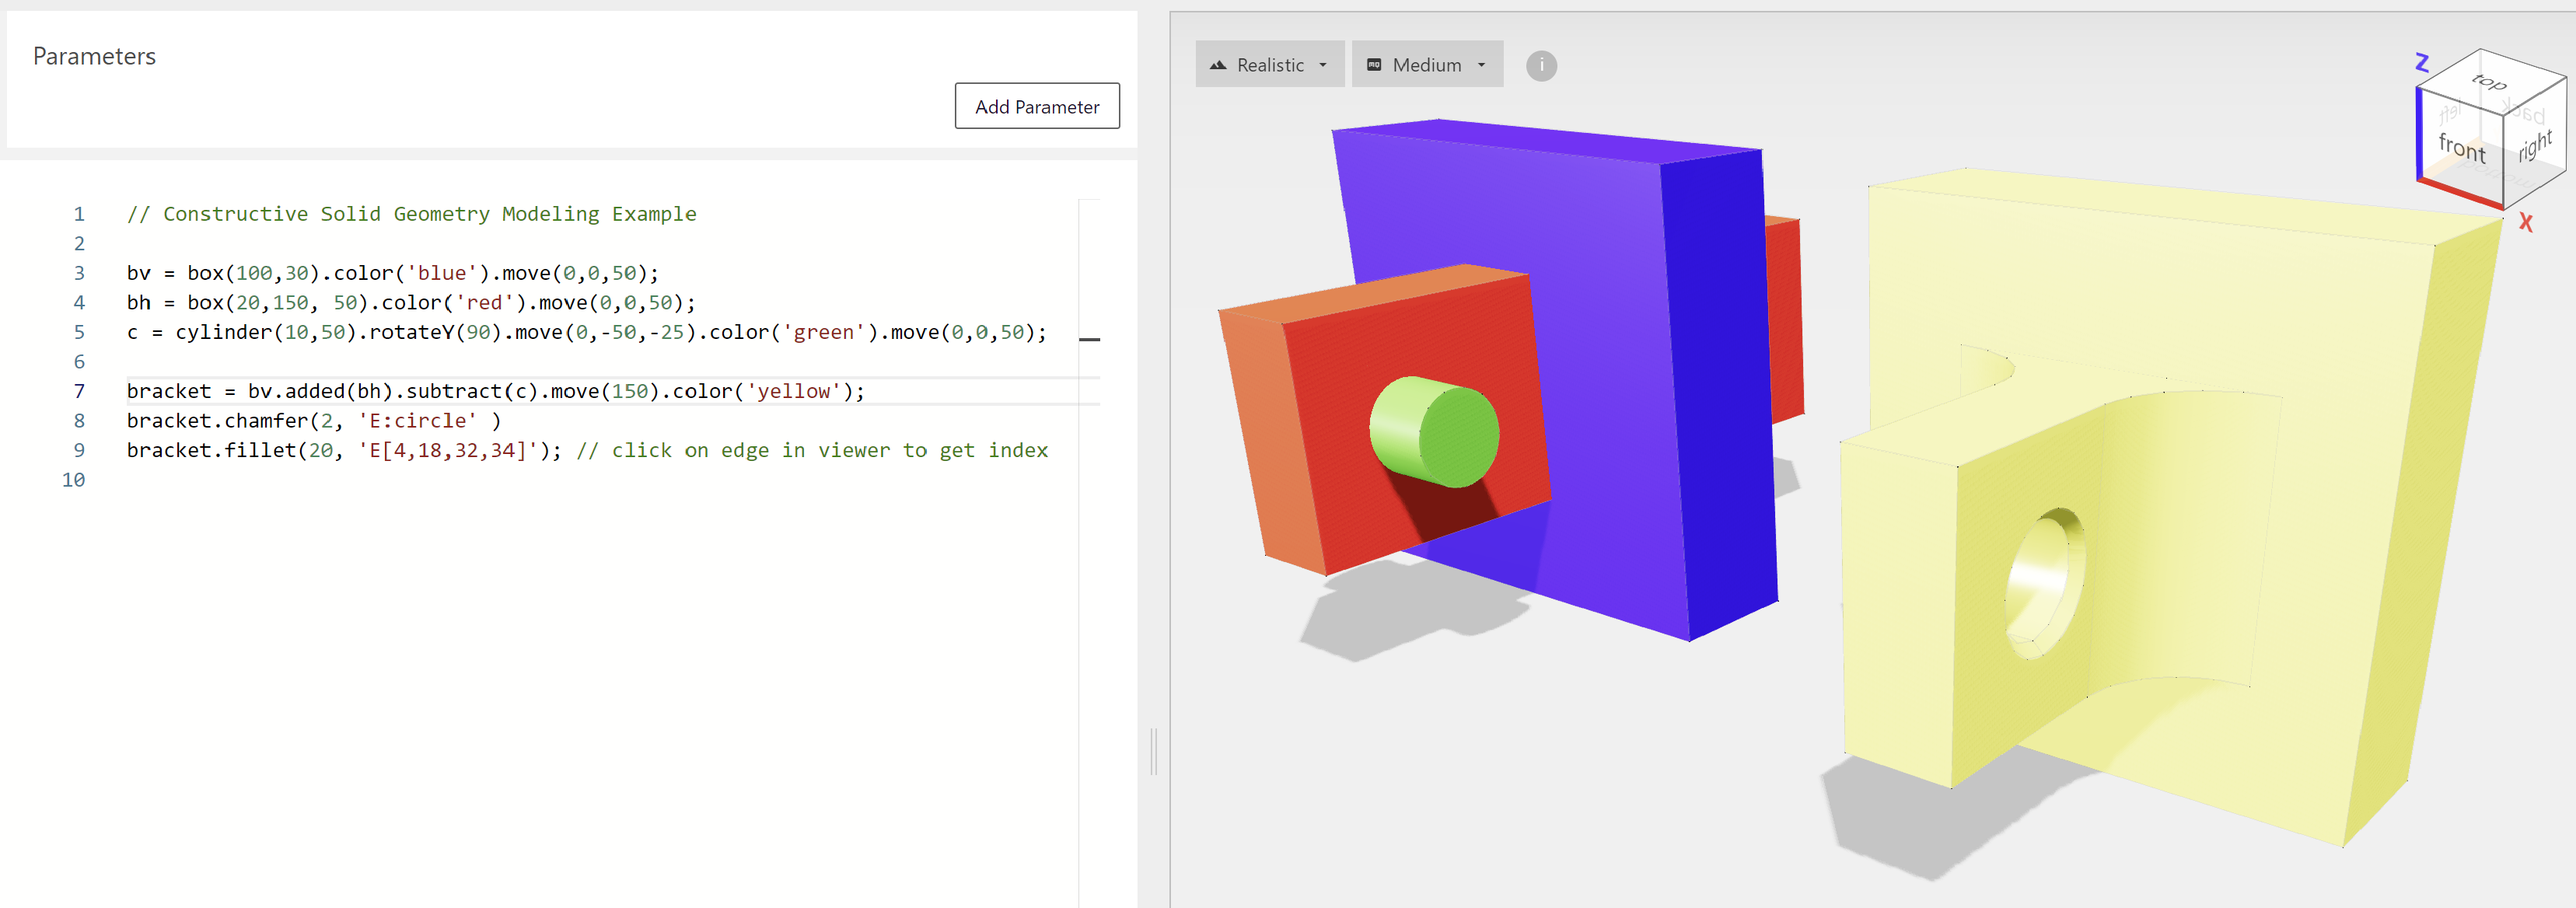 Parameters
Add Parameter
1 // Constructive Solid Geometry Modeling Example
2
3 bv = box(100,30).color('blue').move(0,0,50);
4 bh = box(20,150, 50).color('red').move(0,0,50);
5 c = cylinder(10,50).rotateY(90).move(0,-50,-25).color('green').move(0,0,50);
6
7 bracket = bv.added(bh).subtract(c).move(150).color('yellow');
8 bracket.chamfer(2, 'E:circle' )
9 bracket.fillet(20, 'E[4,18,32,34]'); // click on edge in viewer to get index
10
Realistic
Medium
i
Z
top
left
back
front
right
X